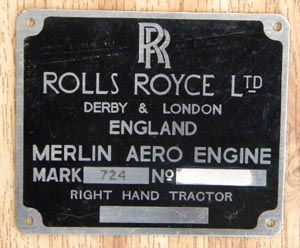 RR
ROLLS ROYCE LTD
DERBY & LONDON
ENGLAND
MERLIN AERO ENGINE
MARK 724 No
RIGHT HAND TRACTOR